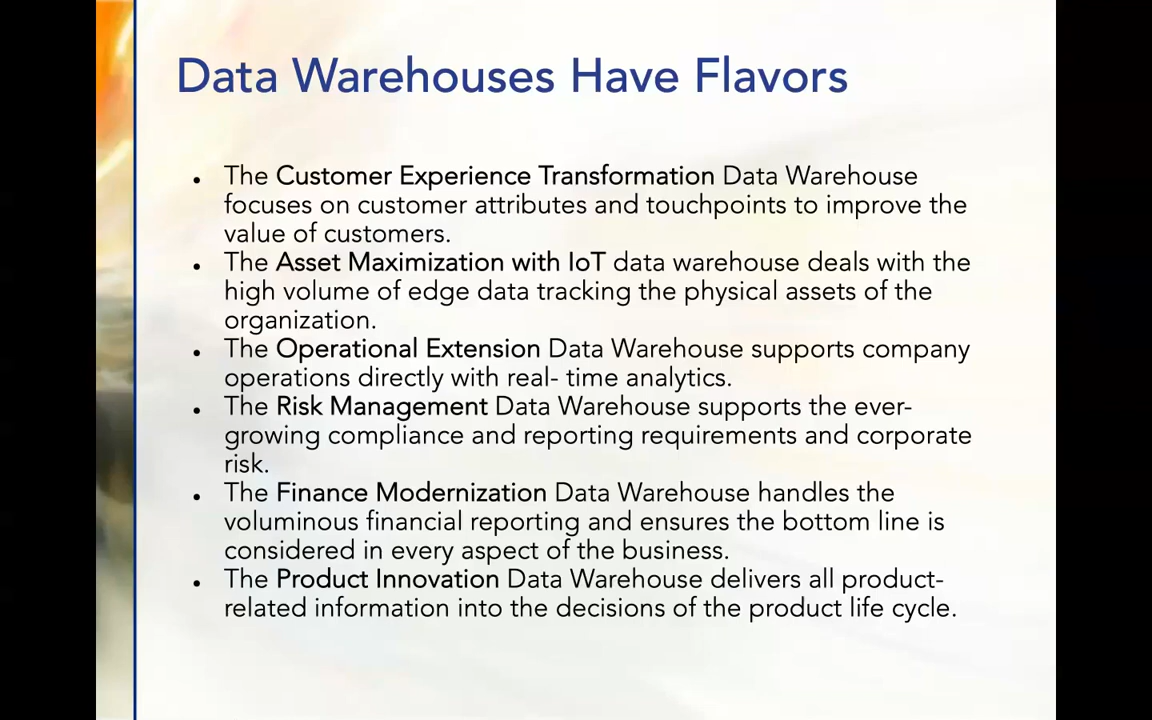 Data Warehouses Have Flavors
• The Customer Experience Transformation Data Warehouse
focuses on customer attributes and touchpoints to improve the
value of customers.
• The Asset Maximization with IoT data warehouse deals with the
high volume of edge data tracking the physical assets of the
organization.
• The Operational Extension Data Warehouse supports company
operations directly with real- time analytics.
• The Risk Management Data Warehouse supports the ever-
growing compliance and reporting requirements and corporate
risk.
• The Finance Modernization Data Warehouse handles the
voluminous financial reporting and ensures the bottom line is
considered in every aspect of the business.
• The Product Innovation Data Warehouse delivers all product-
related information into the decisions of the product life cycle.